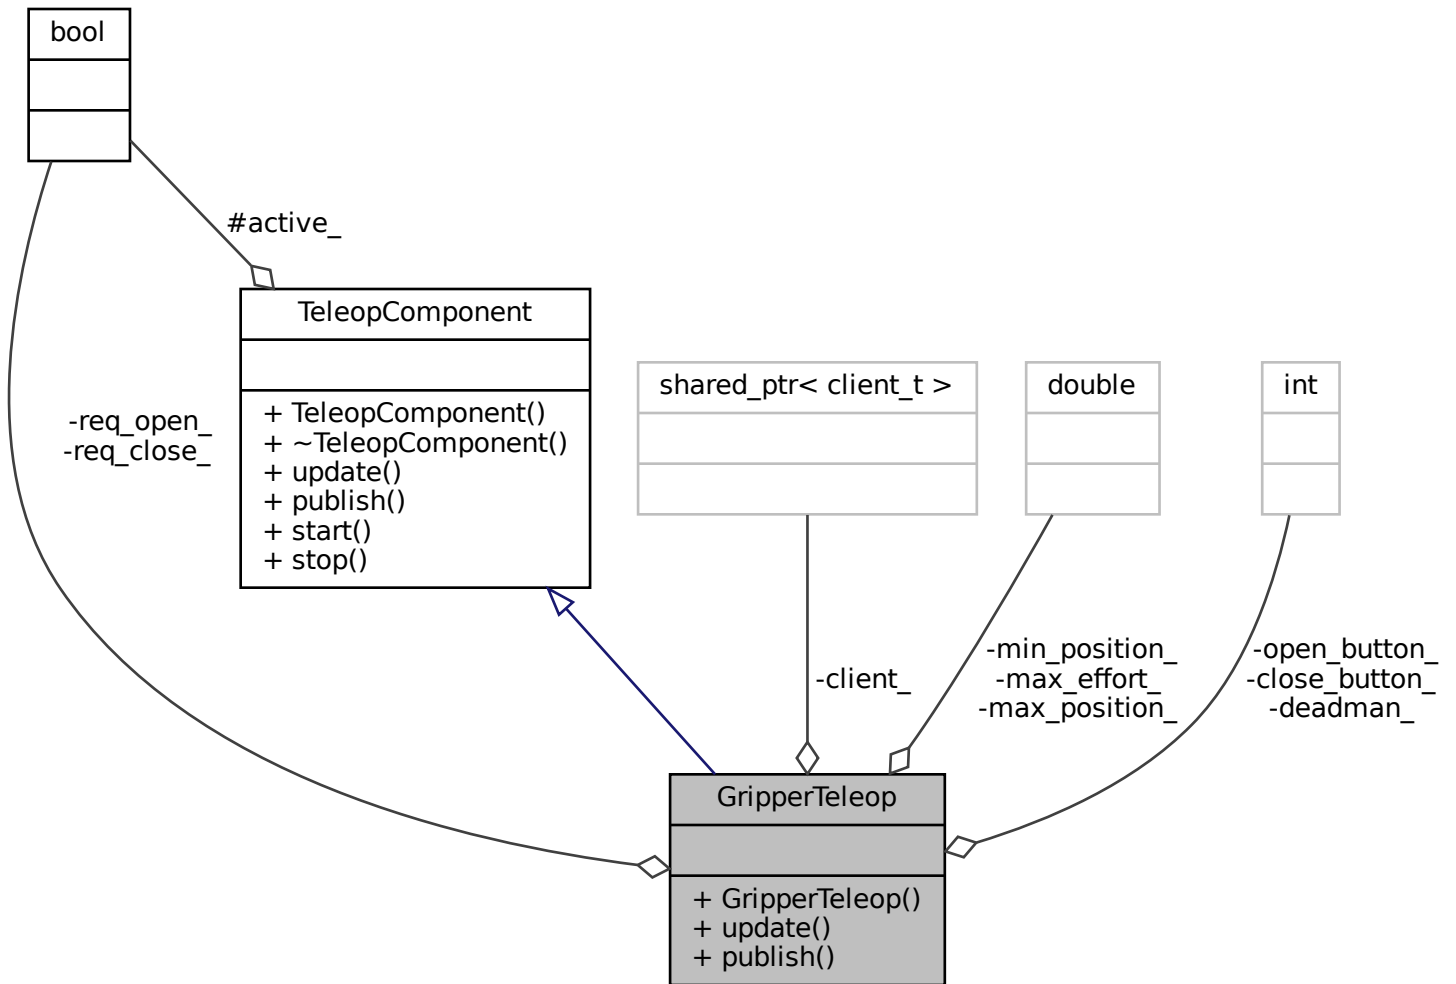 bool
#active_
TeleopComponent
+ TeleopComponent()
+ ~TeleopComponent()
+ update()
+ publish()
+ start()
+ stop()
shared_ptr< client_t >
double
int
-req_open_
-req_close_
-client_
-min_position_
-max_effort_
-max_position_
-open_button_
-close_button_
-deadman_
GripperTeleop
+ GripperTeleop()
+ update()
+ publish()